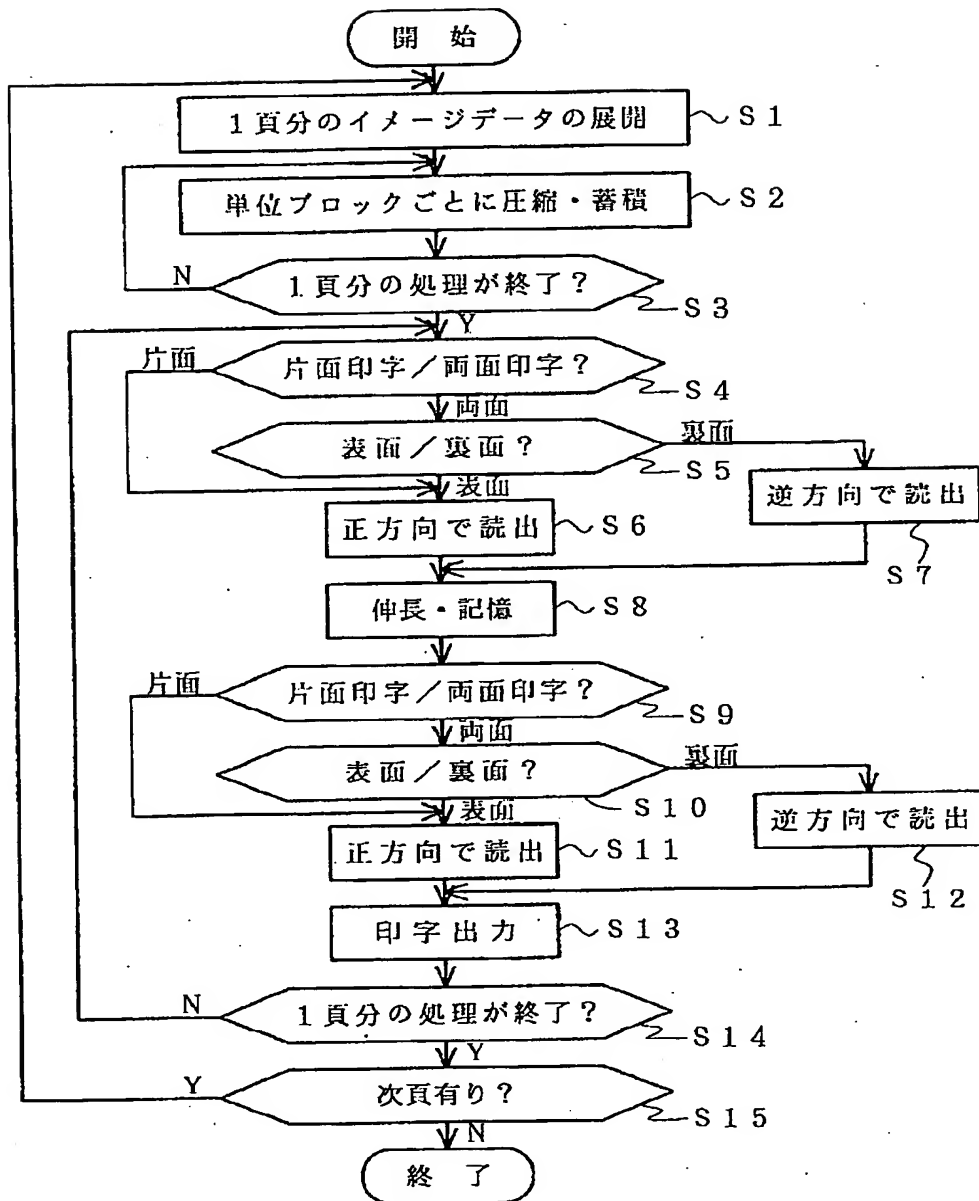 開 始
1頁分のイメージデータの展開 S1
単位ブロックごとに圧縮・蓄積 S2
N
1頁分の処理が終了? S3
Y
片面
片面印字/両面印字? S4
両面
表面/裏面? S5
裏面
表面
正方向で読出 S6
逆方向で読出
S7
伸長・記憶 S8
片面
片面印字/両面印字? S9
両面
表面/裏面? S10
裏面
表面
正方向で読出 S11
逆方向で読出
S12
印字出力 S13
N
1頁分の処理が終了? S14
Y
Y
次頁有り? S15
N
終 了